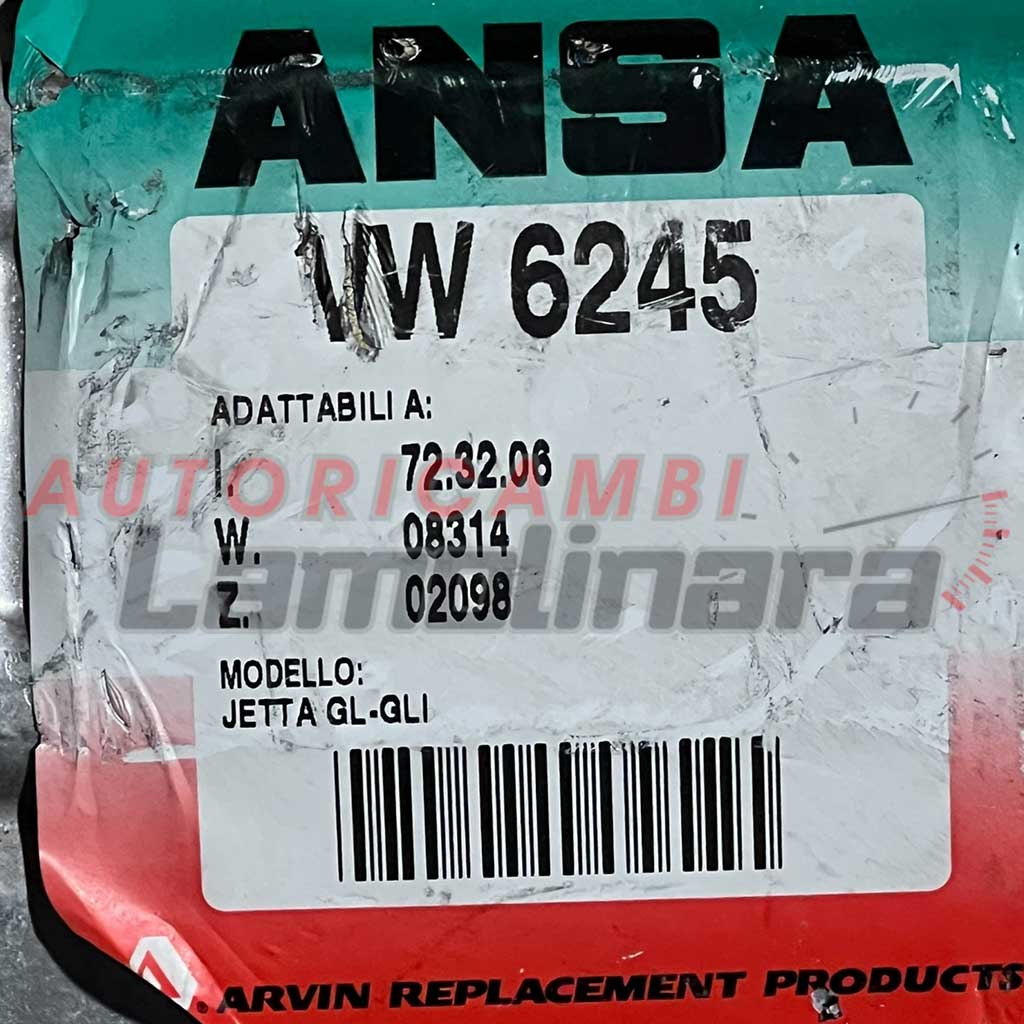 ANSA
VW 6245
ADATTABILI A:
I. 72.32.06
AUTORICAMBI
W. 08314
Lamolinara
Z. 02098
MODELLO:
JETTA GL-GLI
ARVIN REPLACEMENT PRODUCTS